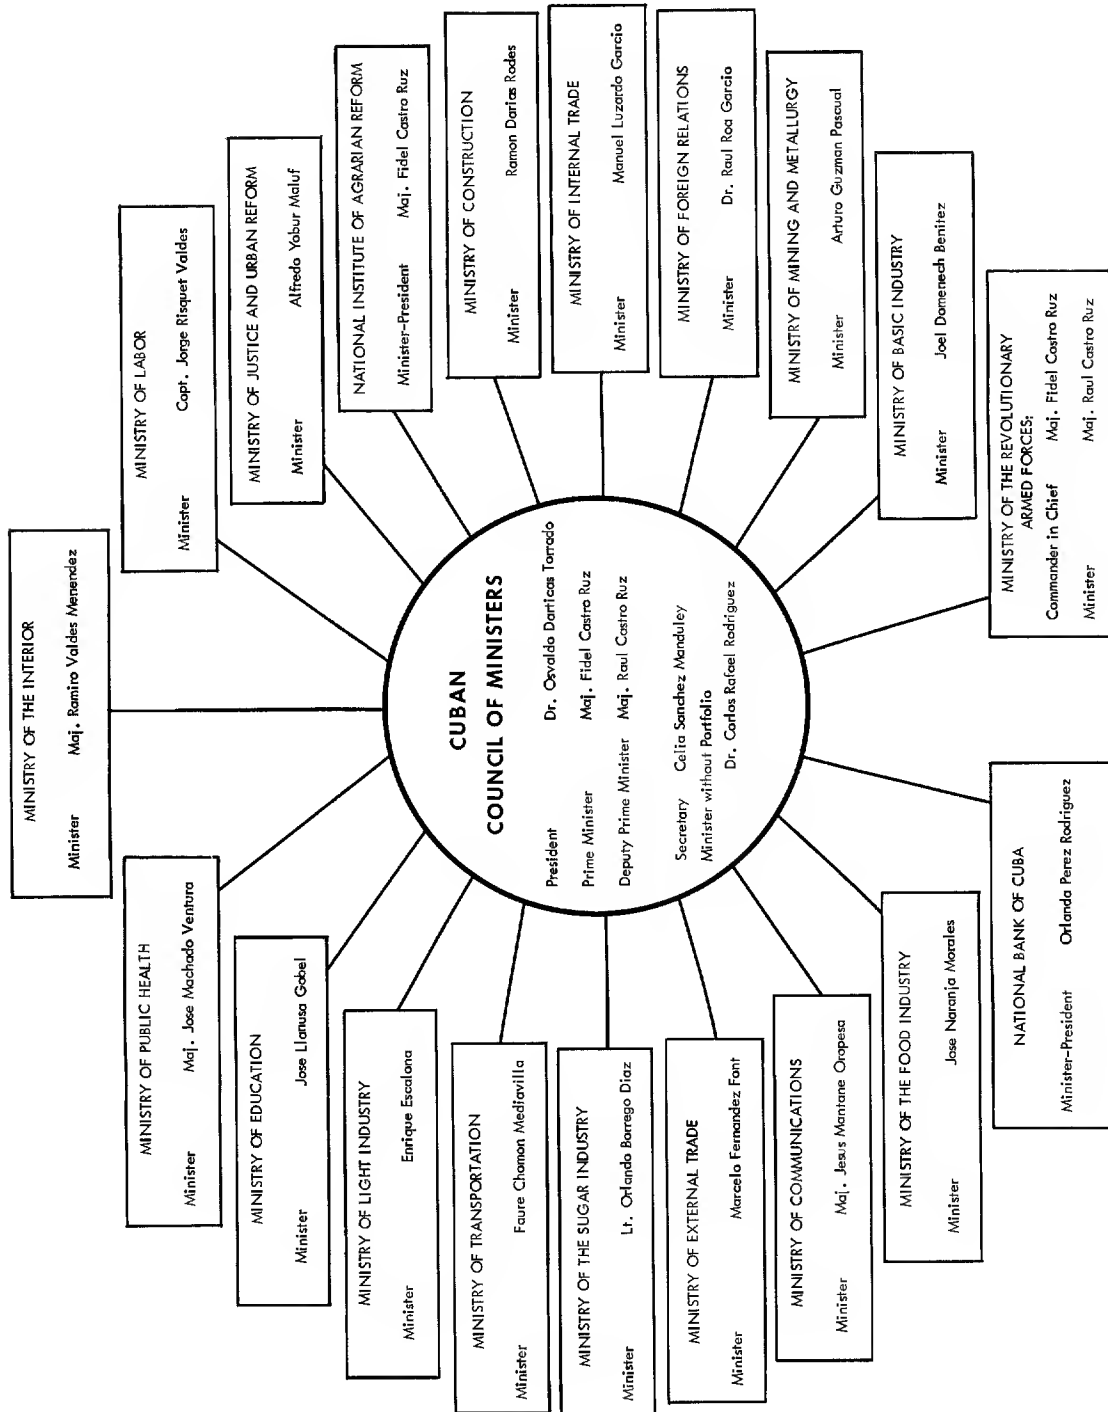 CUBAN
COUNCIL OF MINISTERS
President Dr. Osvaldo Darticas Tarrado
Prime Minister Maj. Fidel Castro Ruz
Deputy Prime Minister Maj. Raul Castro Ruz
Secretary Celia Sanchez Manduley
Minister without Portfolio
Dr. Carlos Rafael Rodriguez
MINISTRY OF THE INTERIOR
Minister Maj. Ramiro Valdes Menendez
MINISTRY OF LABOR
Minister Capt. Jorge Risquet Valdes
MINISTRY OF JUSTICE AND URBAN REFORM
Minister Alfredo Yabur Maluf
NATIONAL INSTITUTE OF AGRARIAN REFORM
Minister-President Maj. Fidel Castro Ruz
MINISTRY OF CONSTRUCTION
Minister Ramon Darias Rodes
MINISTRY OF INTERNAL TRADE
Minister Manuel Luzardo Garcio
MINISTRY OF FOREIGN RELATIONS
Minister Dr. Raul Roa Garcio
MINISTRY OF MINING AND METALLURGY
Minister Arturo Guzman Pascual
MINISTRY OF BASIC INDUSTRY
Minister Joel Damenech Benitez
MINISTRY OF THE REVOLUTIONARY
ARMED FORCES:
Commander in Chief Maj. Fidel Castro Ruz
Minister Maj. Raul Castro Ruz
MINISTRY OF PUBLIC HEALTH
Minister Maj. Jose Machado Ventura
MINISTRY OF EDUCATION
Minister Jose Llanusa Gobel
MINISTRY OF LIGHT INDUSTRY
Minister Enrique Escalona
MINISTRY OF TRANSPORTATION
Minister Faure Chomon Mediavilla
MINISTRY OF THE SUGAR INDUSTRY
Minister Lt. Orlando Borrego Diaz
MINISTRY OF EXTERNAL TRADE
Minister Marcelo Fernandez Font
MINISTRY OF COMMUNICATIONS
Minister Maj. Jesus Mantane Oropesa
MINISTRY OF THE FOOD INDUSTRY
Minister Jose Naranja Morales
NATIONAL BANK OF CUBA
Minister-President Orlanda Perez Rodriguez